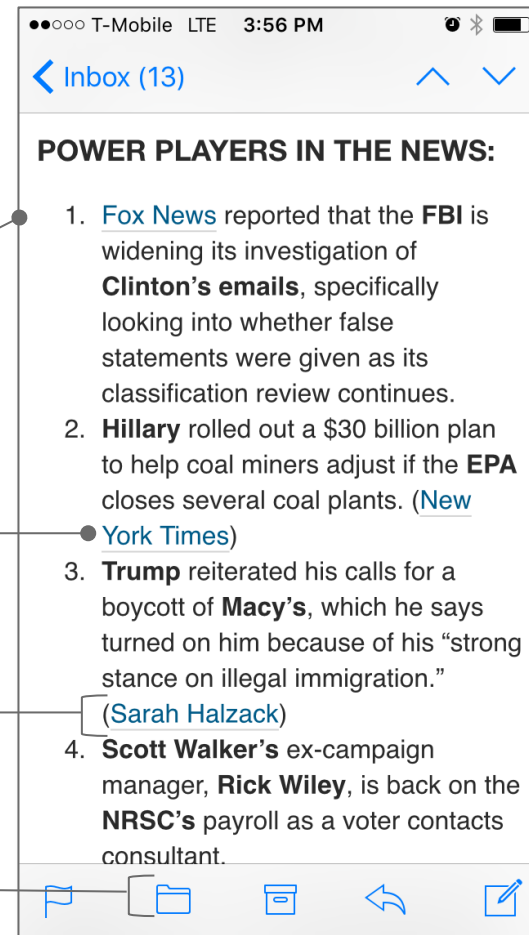 T-Mobile LTE 3:56 PM
Inbox (13)
POWER PLAYERS IN THE NEWS:
1. Fox News reported that the FBI is
widening its investigation of
Clinton’s emails, specifically
looking into whether false
statements were given as its
classification review continues.
2. Hillary rolled out a $30 billion plan
to help coal miners adjust if the EPA
closes several coal plants. (New
York Times)
3. Trump reiterated his calls for a
boycott of Macy’s, which he says
turned on him because of his “strong
stance on illegal immigration.”
(Sarah Halzack)
4. Scott Walker’s ex-campaign
manager, Rick Wiley, is back on the
NRSC’s payroll as a voter contacts
consultant.